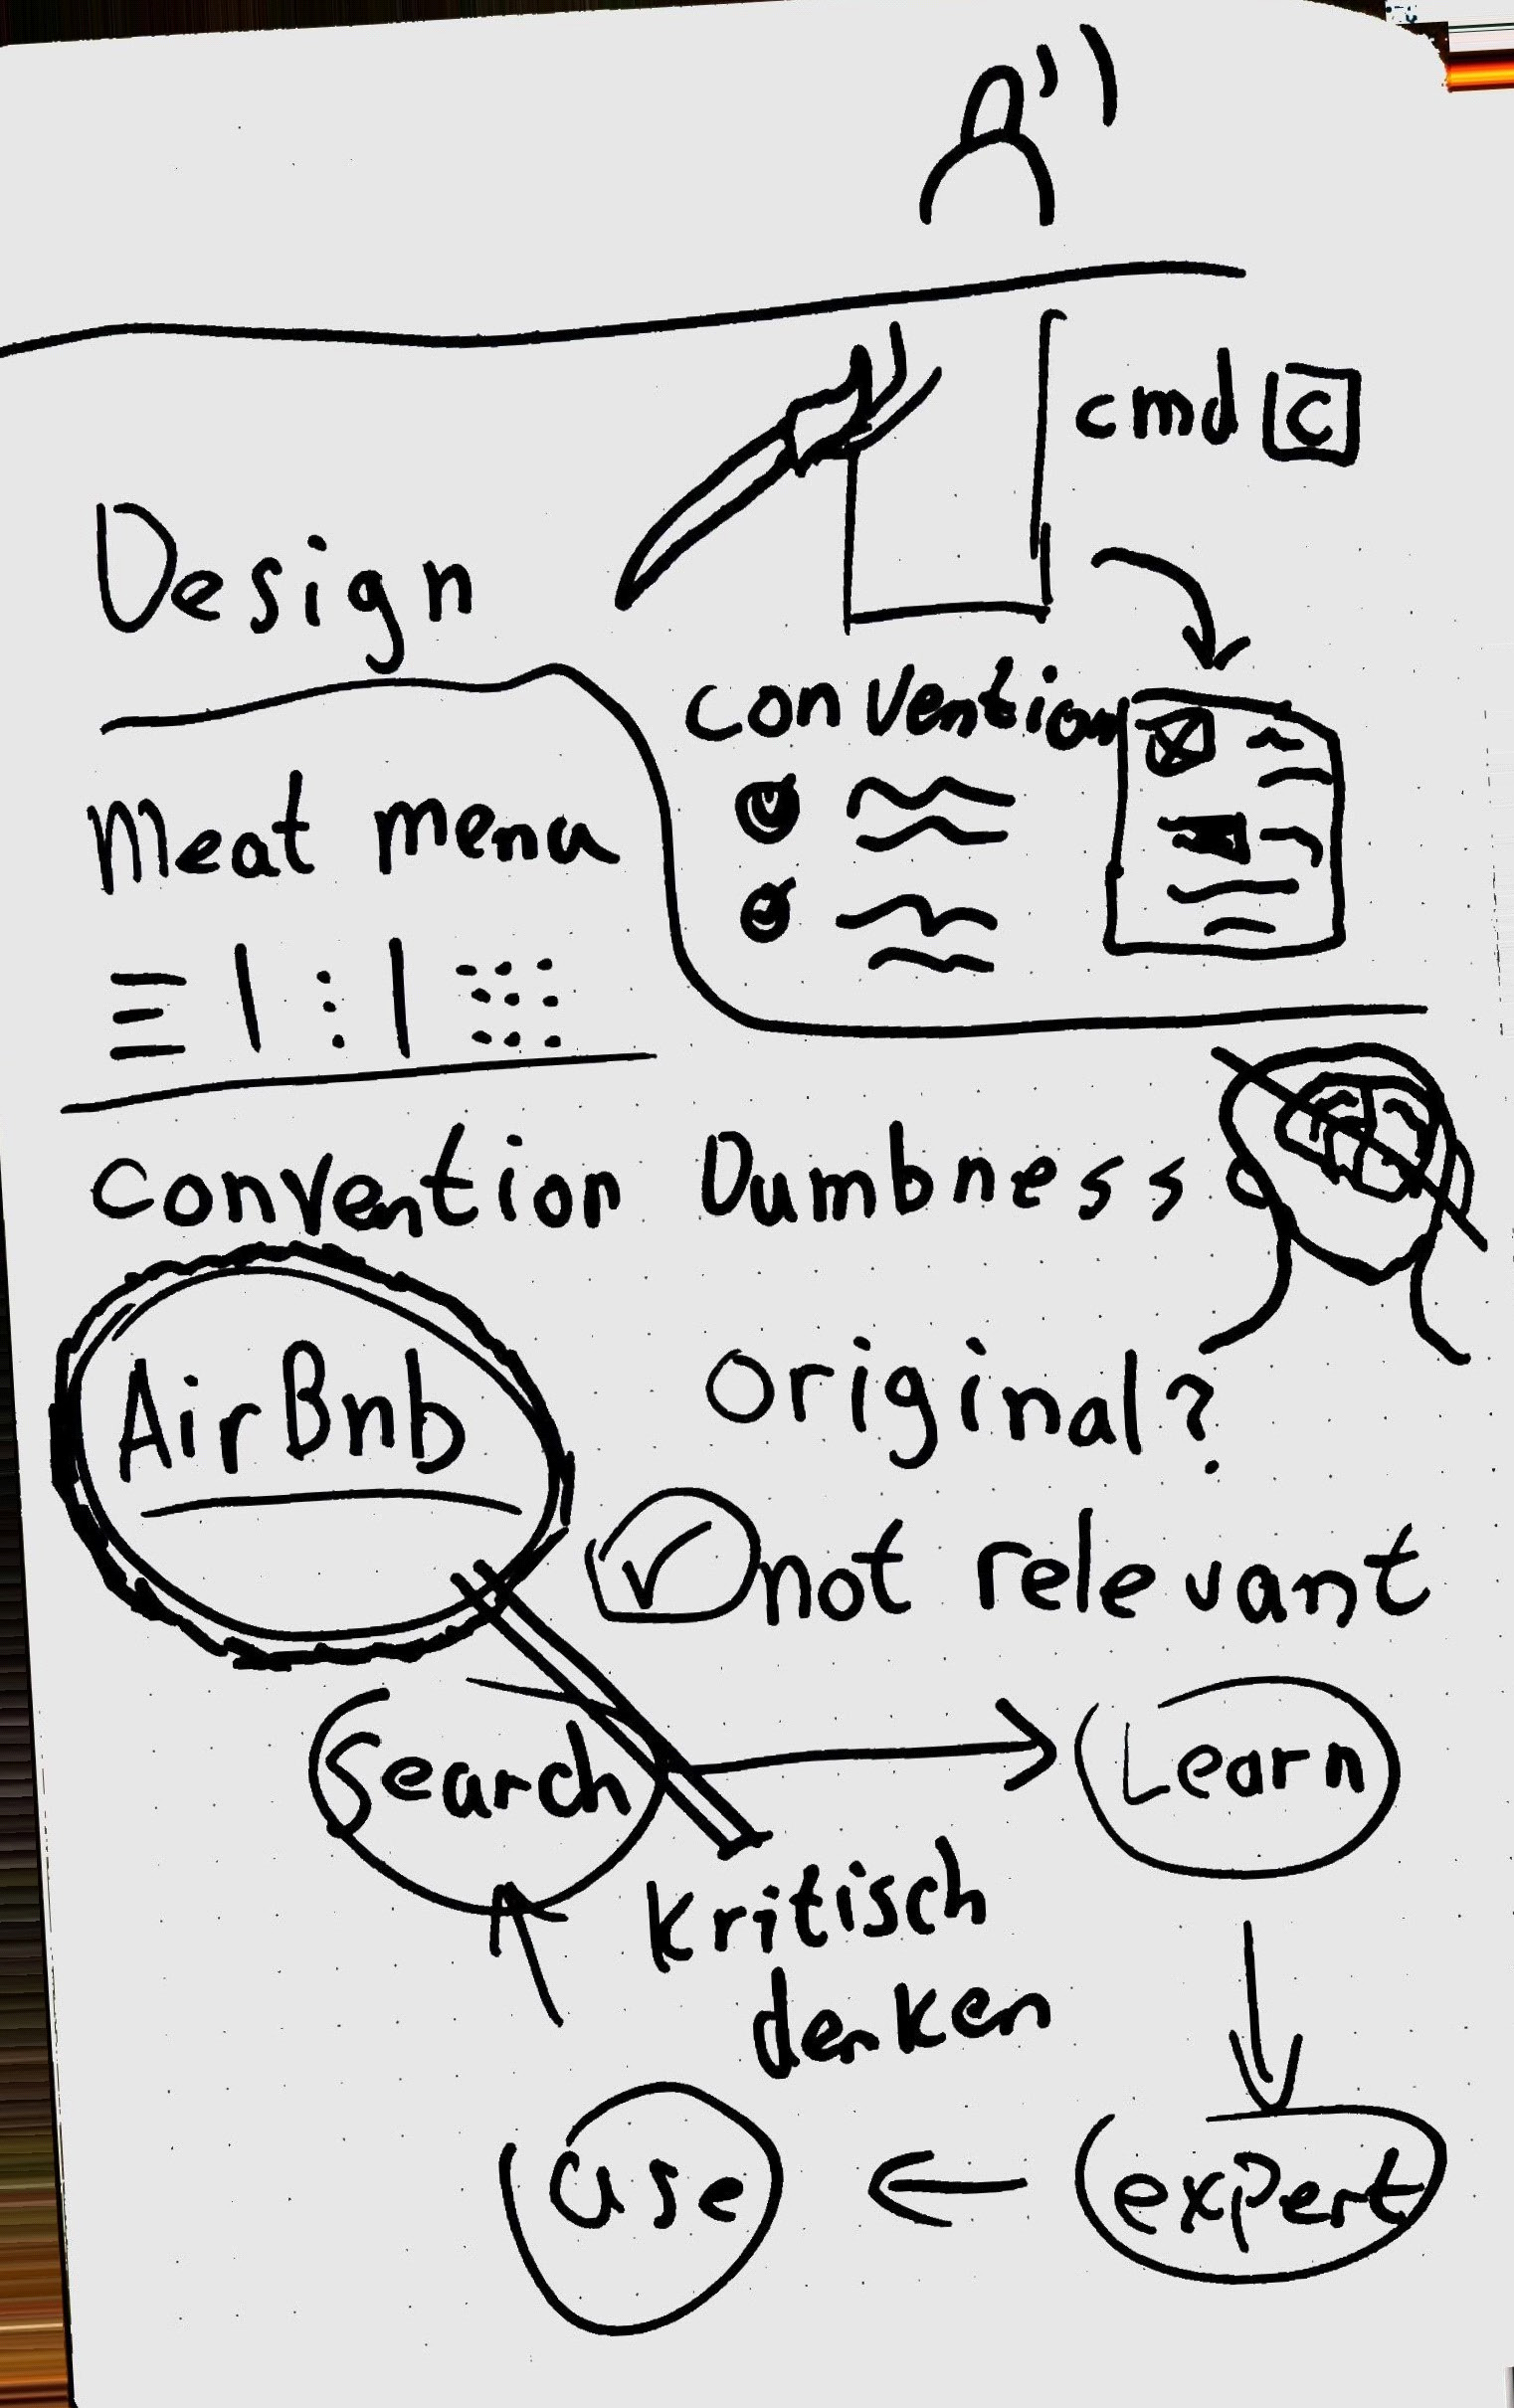 cmd C
Design
convention
Meat menu
Convention Dumbness
AirBnb
original?
not relevant
Search
Learn
kritisch
denken
use
expert